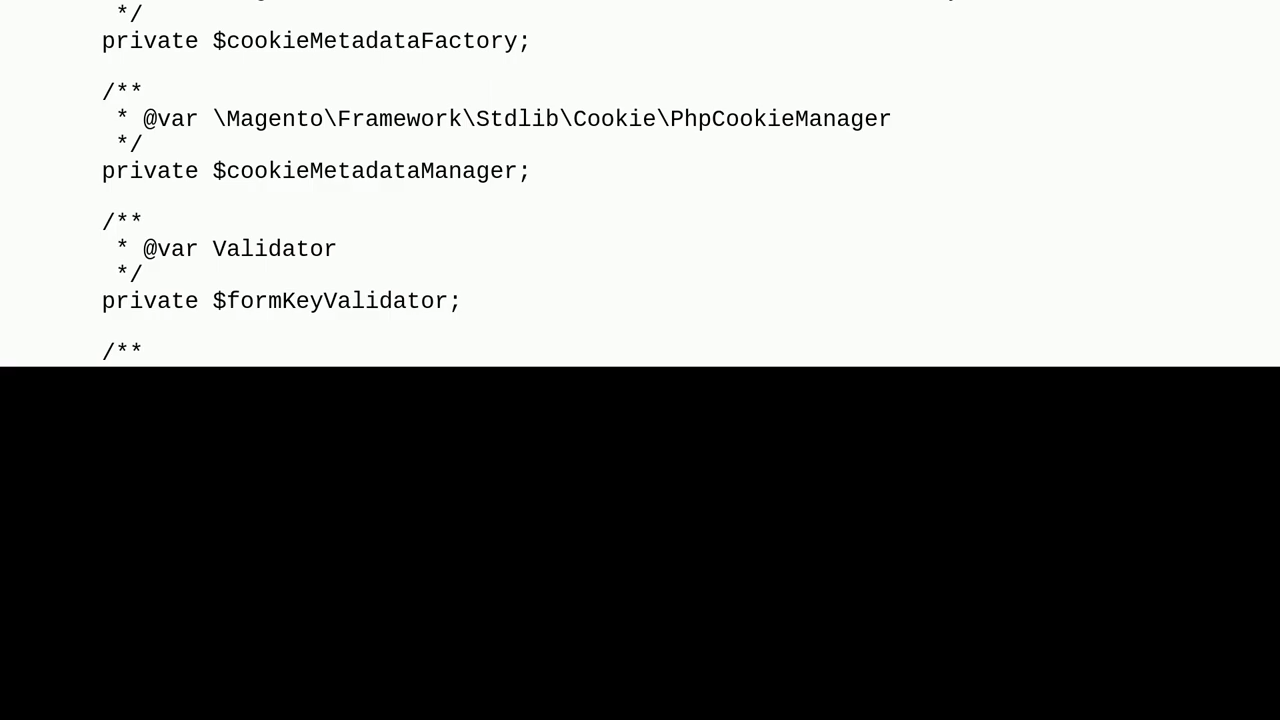 */
private $cookieMetadataFactory;
/**
* @var \Magento\Framework\Stdlib\Cookie\PhpCookieManager
*/
private $cookieMetadataManager;
/**
* @var Validator
*/
private $formKeyValidator;
/**